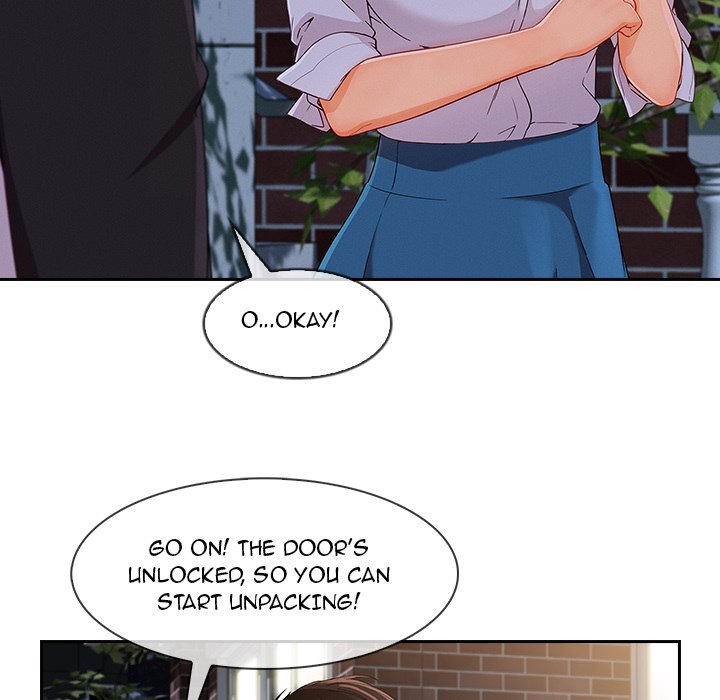 O...OKAY!
GO ON! THE DOOR'S
UNLOCKED, SO YOU CAN
START UNPACKING!